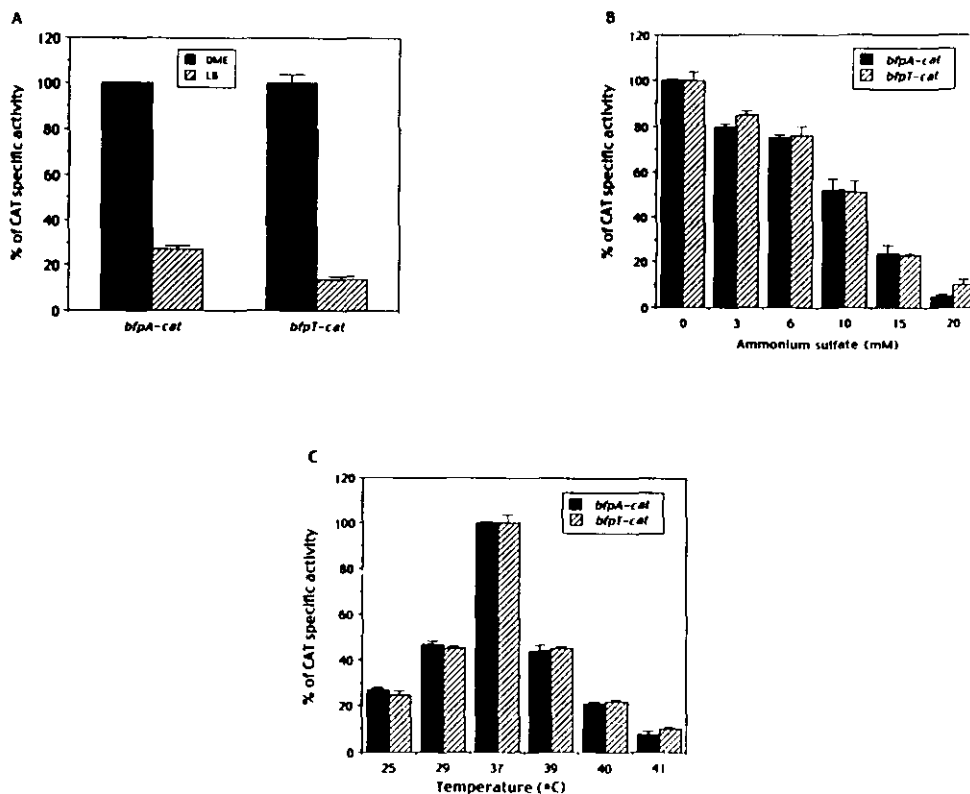 A
120
100
80
60
40
20
0
% of CAT specific activity
DME
LB
bfpA-cat
bfpT-cat
B
120
100
80
60
40
20
0
% of CAT specific activity
bfpA-cat
bfpT-cat
0 3 6 10 15 20
Ammonium sulfate (mM)
C
120
100
80
60
40
20
0
% of CAT specific activity
bfpA-cat
bfpT-cat
25 29 37 39 40 41
Temperature (°C)